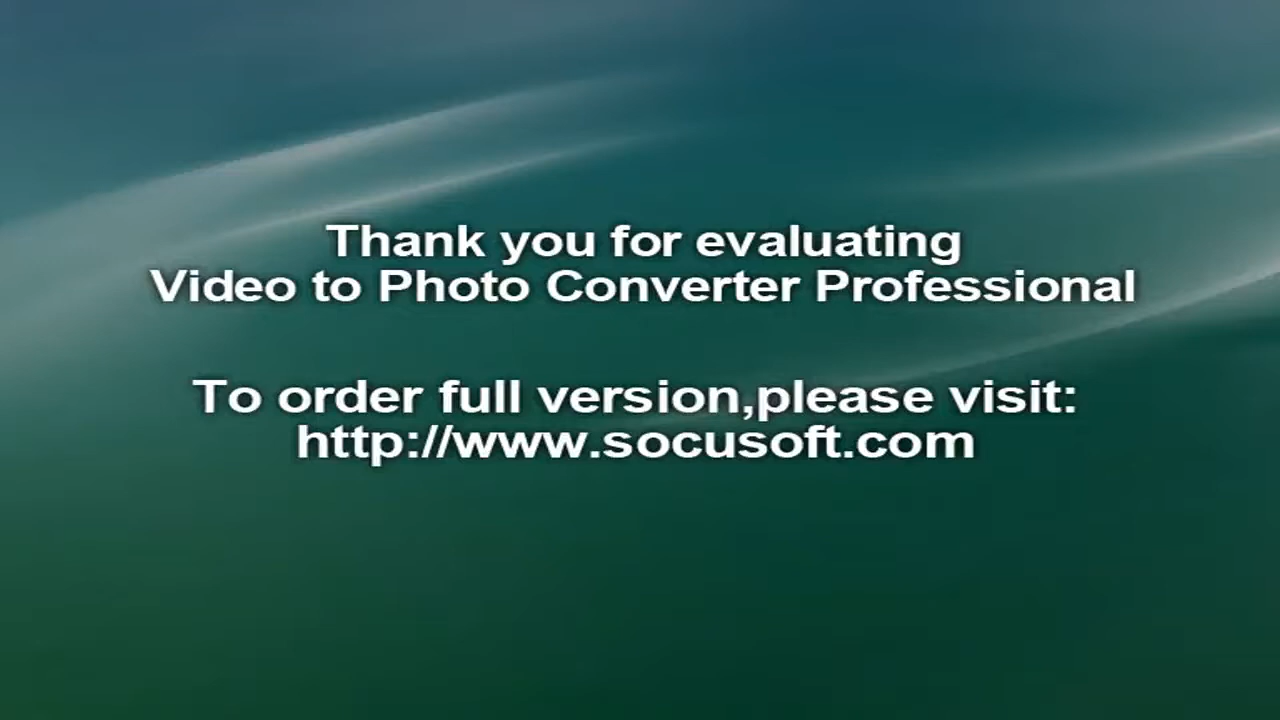 Thank you for evaluating
Video to Photo Converter Professional
To order full version,please visit:
http://www.socusoft.com